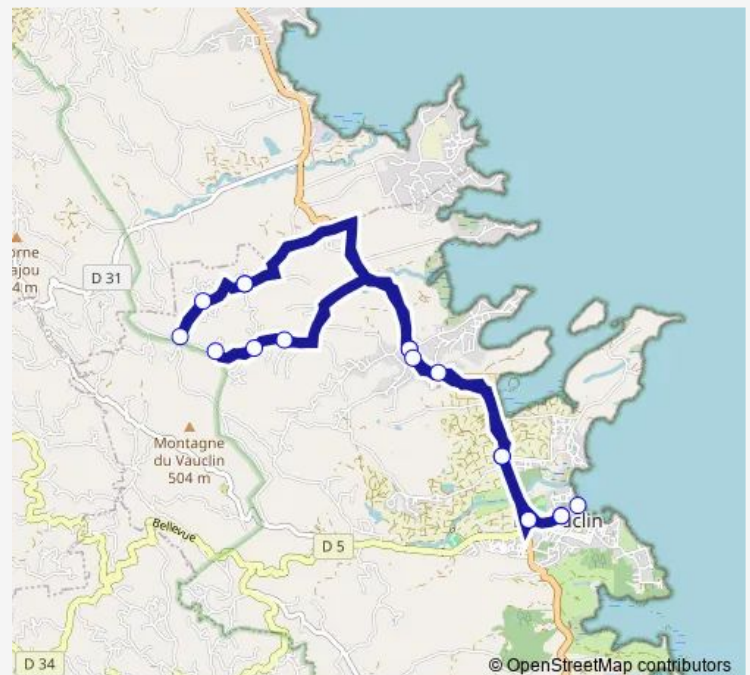 orne
ajou
4 m
D 31
Montagne
du Vauclin
504 m
Bellevue
uclin
D 5
D 34
© OpenStreetMap contributors